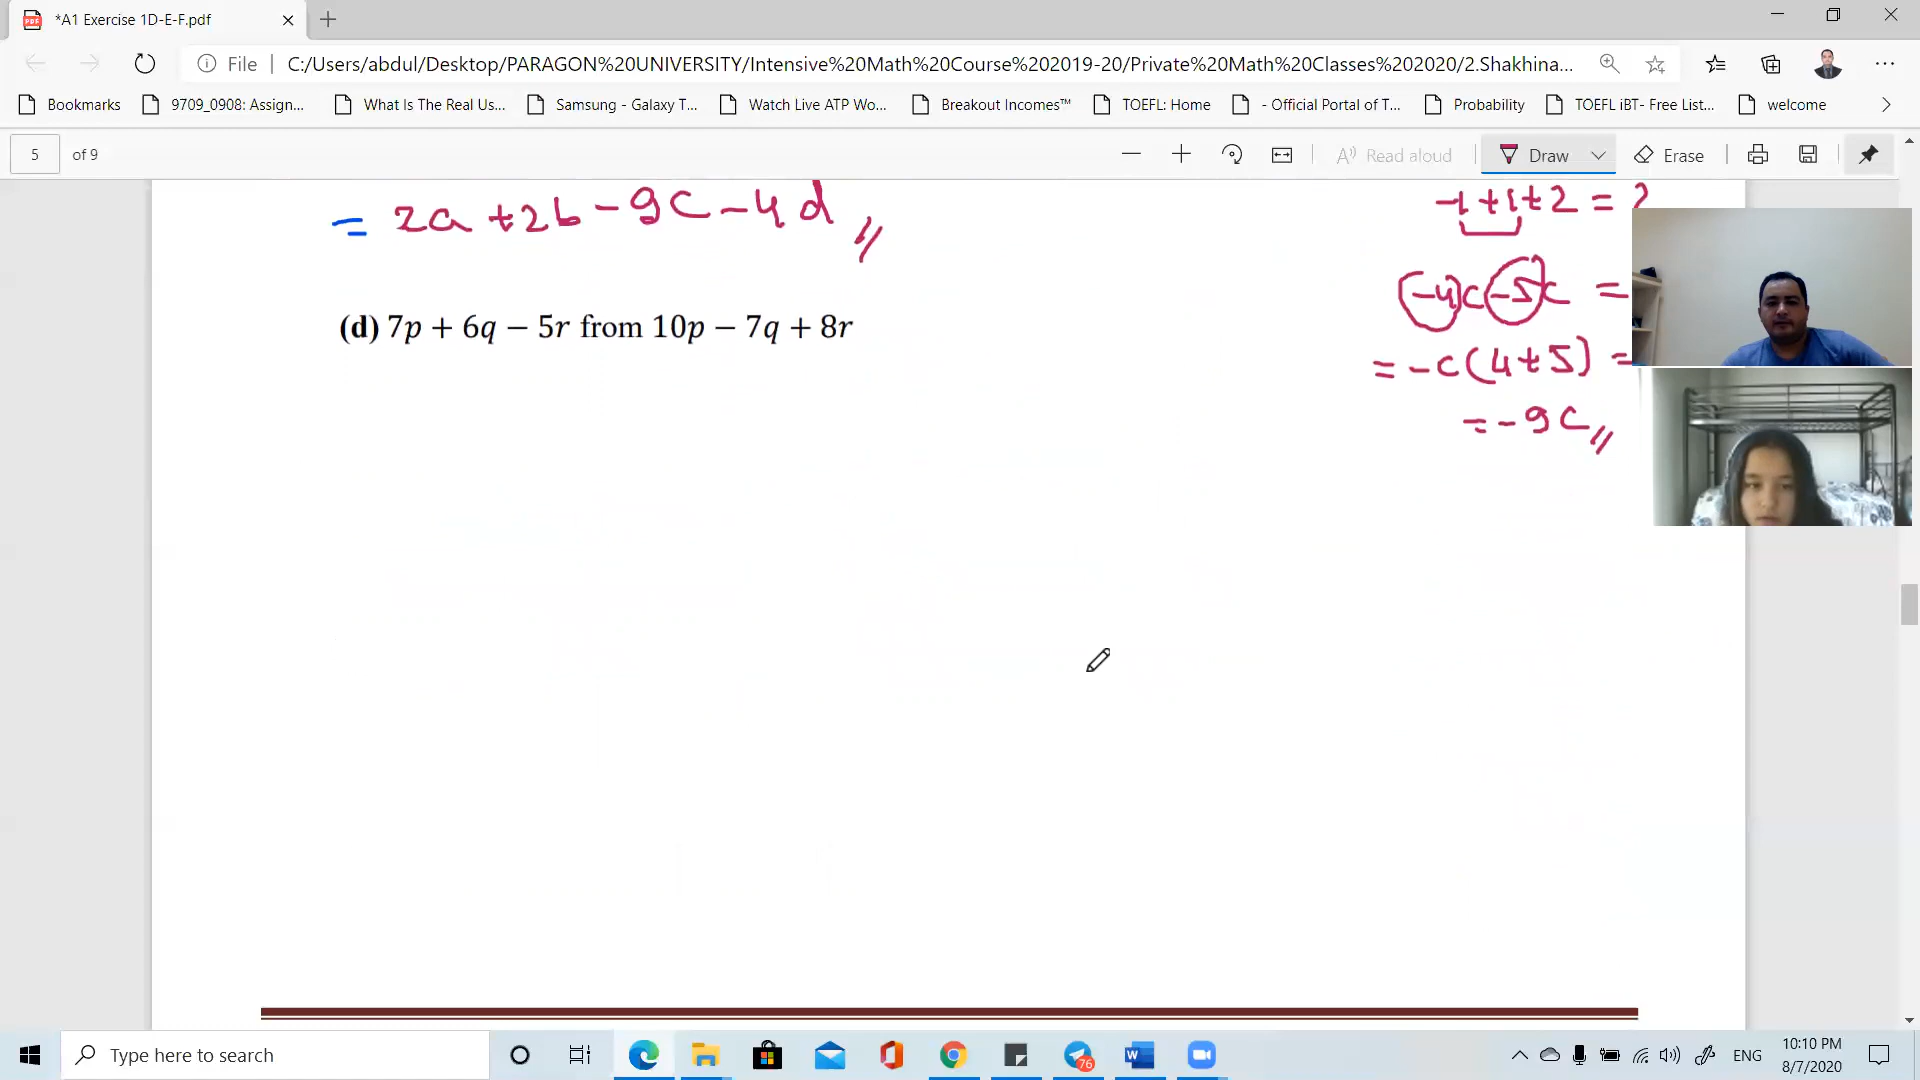 *A1 Exercise 1D-E-F.pdf
File
C:/Users/abdul/Desktop/PARAGON%20UNIVERSITY/Intensive%20Math%20Course%202019-20/Private%20Math%20Classes%202020/2.Shakhina...
Bookmarks 9709_0908: Assign... What Is The Real Us... Samsung - Galaxy T... Watch Live ATP Wo... Breakout Incomes™ TOEFL: Home - Official Portal of T... Probability TOEFL iBT- Free List... welcome
5 of 9 Read aloud Draw Erase
= 2a + 2b - 9c - 4d //
-1 + 1 + 2 = 2
(d) 7p + 6q − 5r from 10p − 7q + 8r
(-4)c (-5)c =
= -c(4+5) =
= -9c //
Type here to search
76
ENG
10:10 PM
8/7/2020